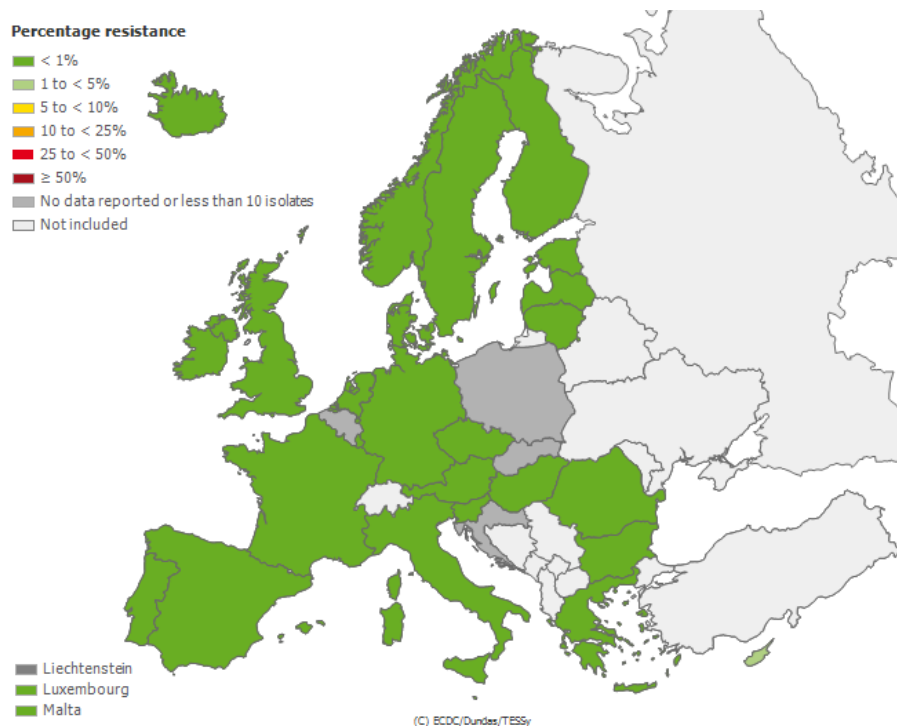 Percentage resistance
< 1%
1 to < 5%
5 to < 10%
10 to < 25%
25 to < 50%
≥ 50%
No data reported or less than 10 isolates
Not included
Liechtenstein
Luxembourg
Malta
(C) ECDC/Dundas/TESSy